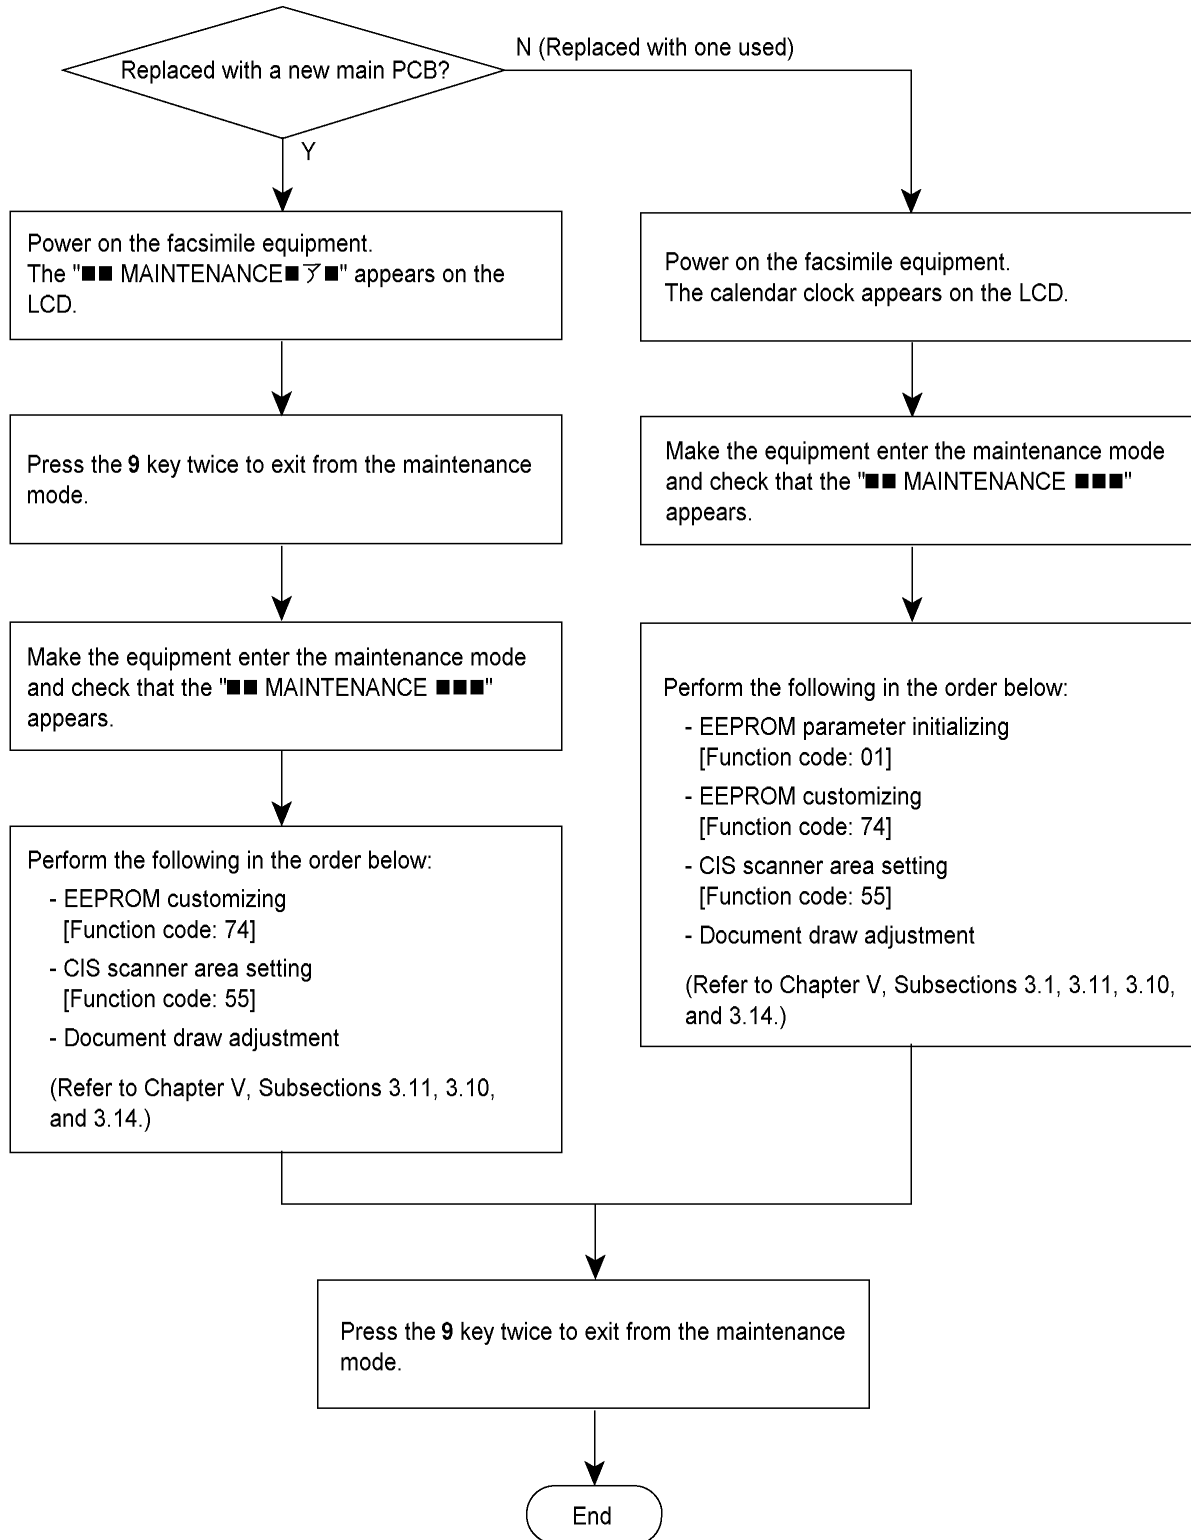 Replaced with a new main PCB?
N (Replaced with one used)
Y
Power on the facsimile equipment.
The "■■ MAINTENANCE■了■" appears on the
LCD.
Press the 9 key twice to exit from the maintenance
mode.
Make the equipment enter the maintenance mode
and check that the "■■ MAINTENANCE ■■■"
appears.
Perform the following in the order below:
- EEPROM customizing
[Function code: 74]
- CIS scanner area setting
[Function code: 55]
- Document draw adjustment
(Refer to Chapter V, Subsections 3.11, 3.10,
and 3.14.)
Power on the facsimile equipment.
The calendar clock appears on the LCD.
Make the equipment enter the maintenance mode
and check that the "■■ MAINTENANCE ■■■"
appears.
Perform the following in the order below:
- EEPROM parameter initializing
[Function code: 01]
- EEPROM customizing
[Function code: 74]
- CIS scanner area setting
[Function code: 55]
- Document draw adjustment
(Refer to Chapter V, Subsections 3.1, 3.11, 3.10,
and 3.14.)
Press the 9 key twice to exit from the maintenance
mode.
End